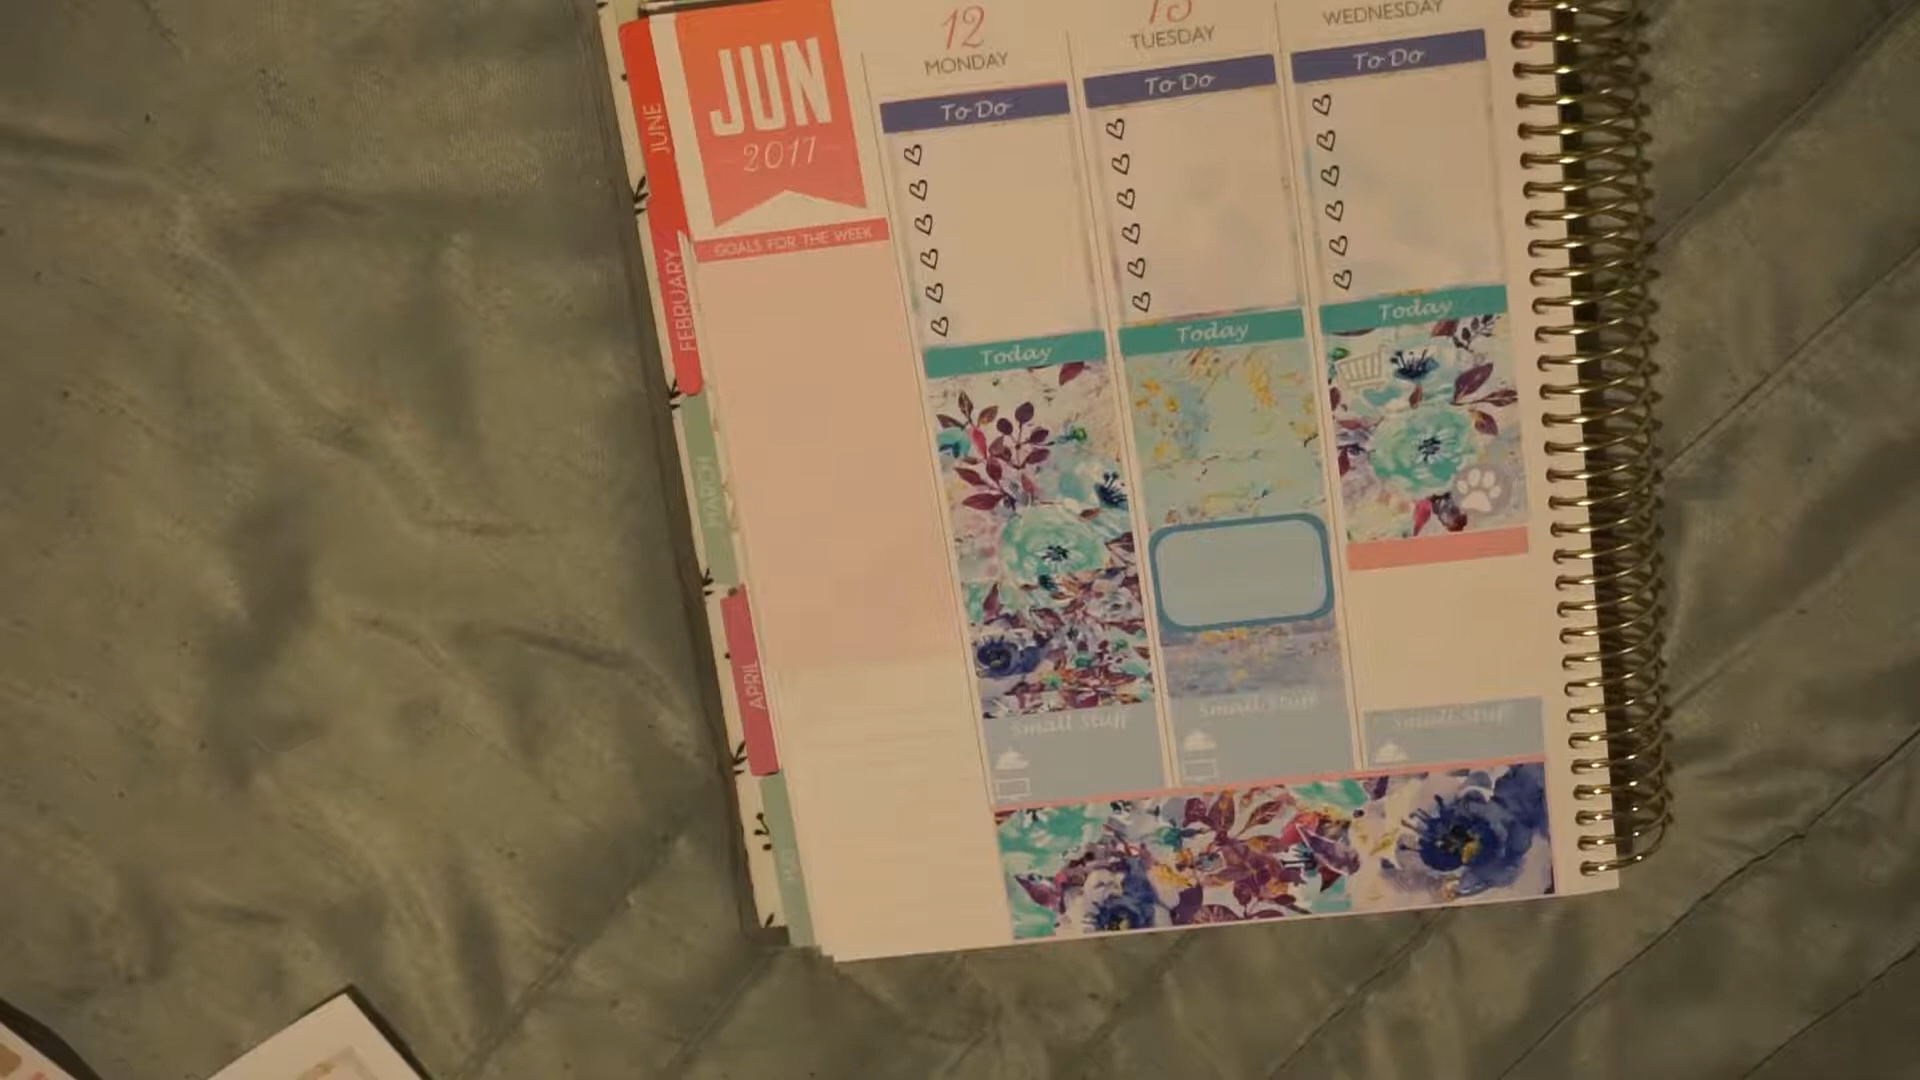 JUN
2017
GOALS FOR THE WEEK
JUNE
FEBRUARY
MARCH
APRIL
12
MONDAY
To Do
Today
Small Stuff
13
TUESDAY
To Do
Today
Small Stuff
WEDNESDAY
To Do
Today
Small Stuff